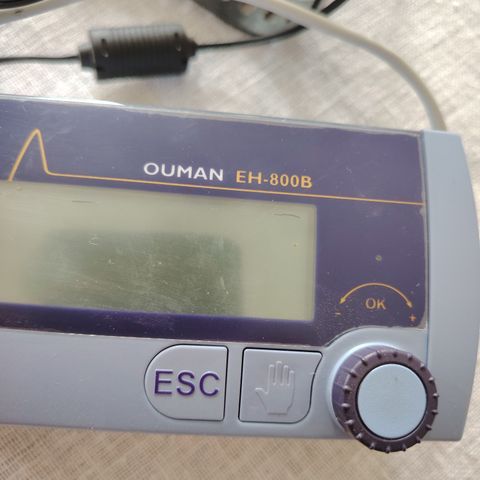 OUMAN EH-800B
- OK +
ESC